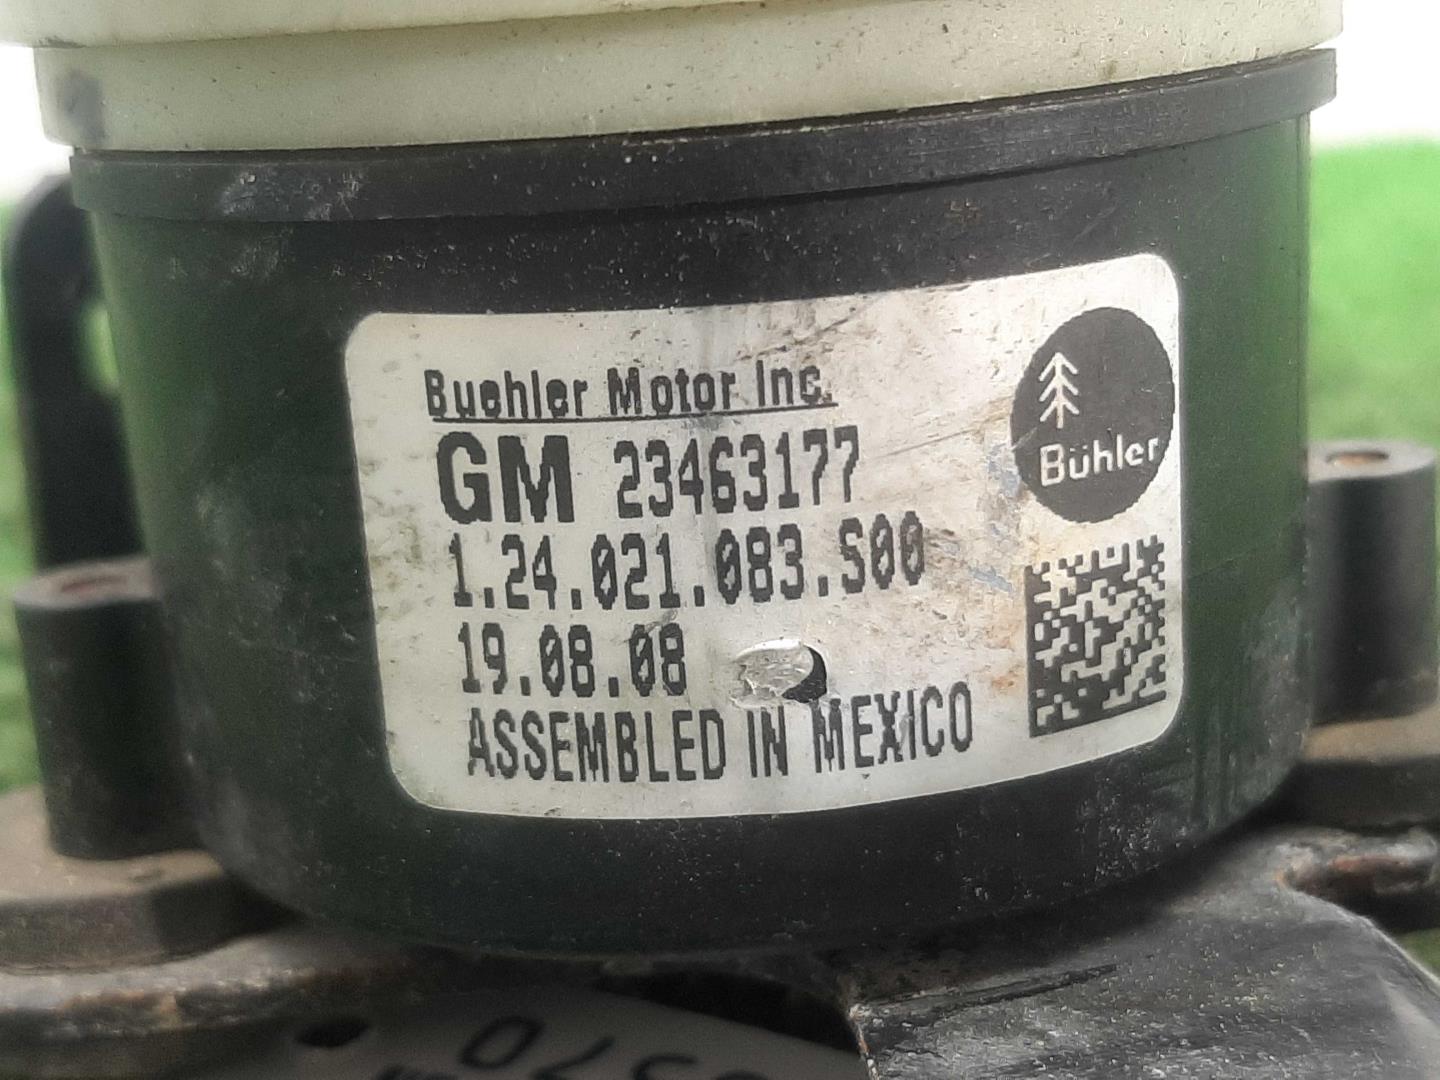 Buehler Motor Inc.
GM 23463177
1.24.021.083.S00
19.08.08
ASSEMBLED IN MEXICO
Bühler